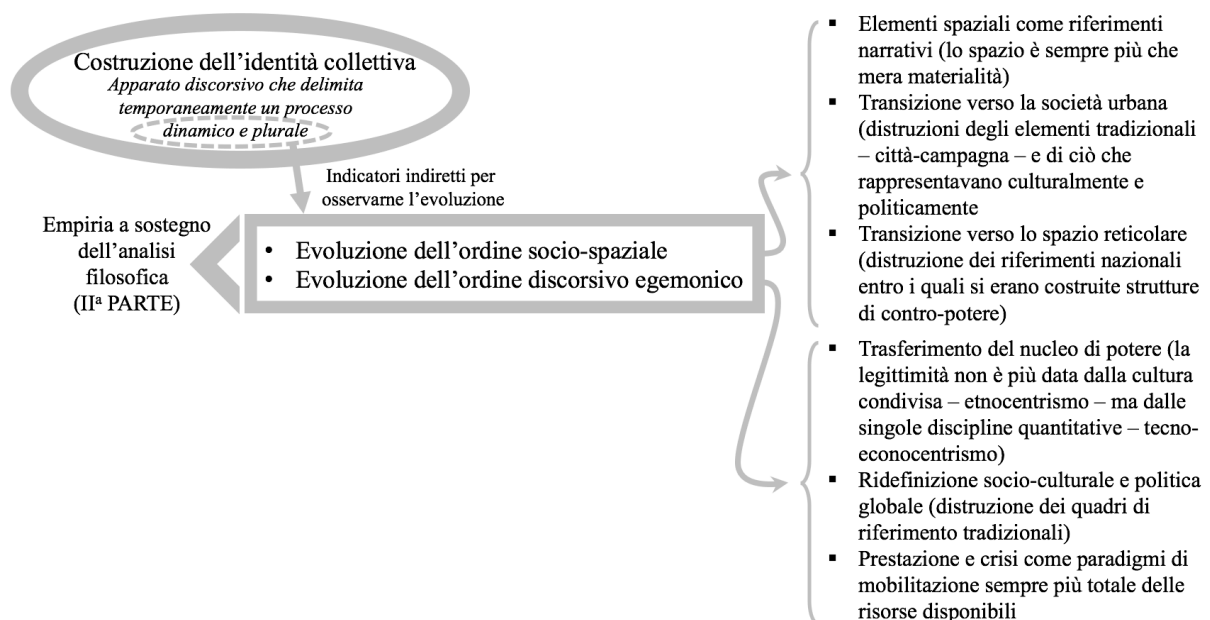 Costruzione dell'identità collettiva
Apparato discorsivo che delimita
temporaneamente un processo
dinamico e plurale
Indicatori indiretti per
osservarne l'evoluzione
Empiria a sostegno
dell'analisi
filosofica
(IIª PARTE)
• Evoluzione dell'ordine socio-spaziale
• Evoluzione dell'ordine discorsivo egemonico
▪ Elementi spaziali come riferimenti
narrativi (lo spazio è sempre più che
mera materialità)
▪ Transizione verso la società urbana
(distruzioni degli elementi tradizionali
– città-campagna – e di ciò che
rappresentavano culturalmente e
politicamente
▪ Transizione verso lo spazio reticolare
(distruzione dei riferimenti nazionali
entro i quali si erano costruite strutture
di contro-potere)
▪ Trasferimento del nucleo di potere (la
legittimità non è più data dalla cultura
condivisa – etnocentrismo – ma dalle
singole discipline quantitative – tecno-
econocentrismo)
▪ Ridefinizione socio-culturale e politica
globale (distruzione dei quadri di
riferimento tradizionali)
▪ Prestazione e crisi come paradigmi di
mobilitazione sempre più totale delle
risorse disponibili